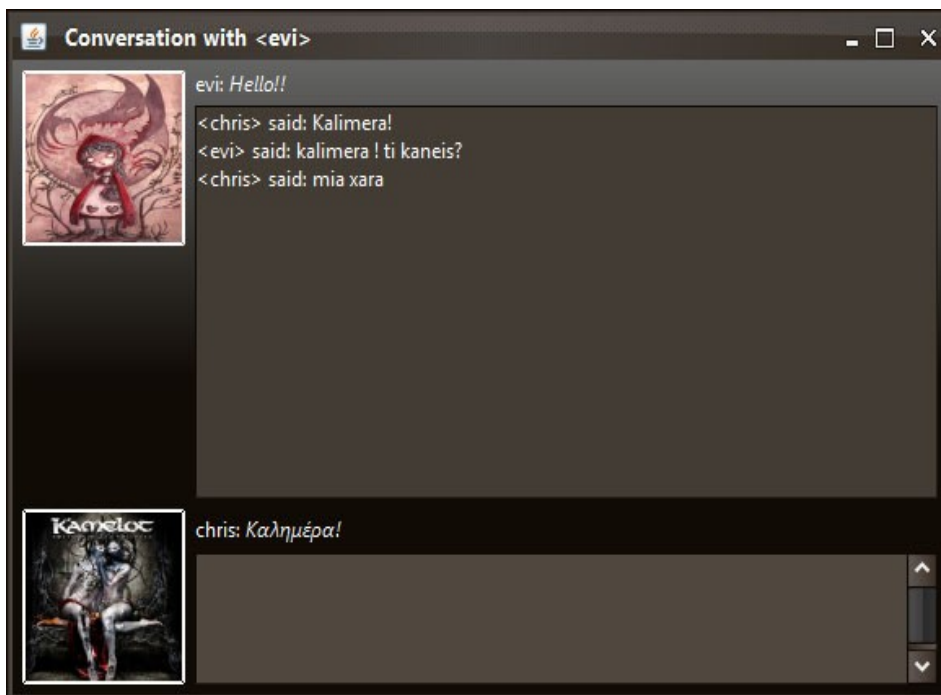 Conversation with <evi>
evi: Hello!!
<chris> said: Kalimera!
<evi> said: kalimera ! ti kaneis?
<chris> said: mia xara
KAMELOT
chris: Καλημέρα!